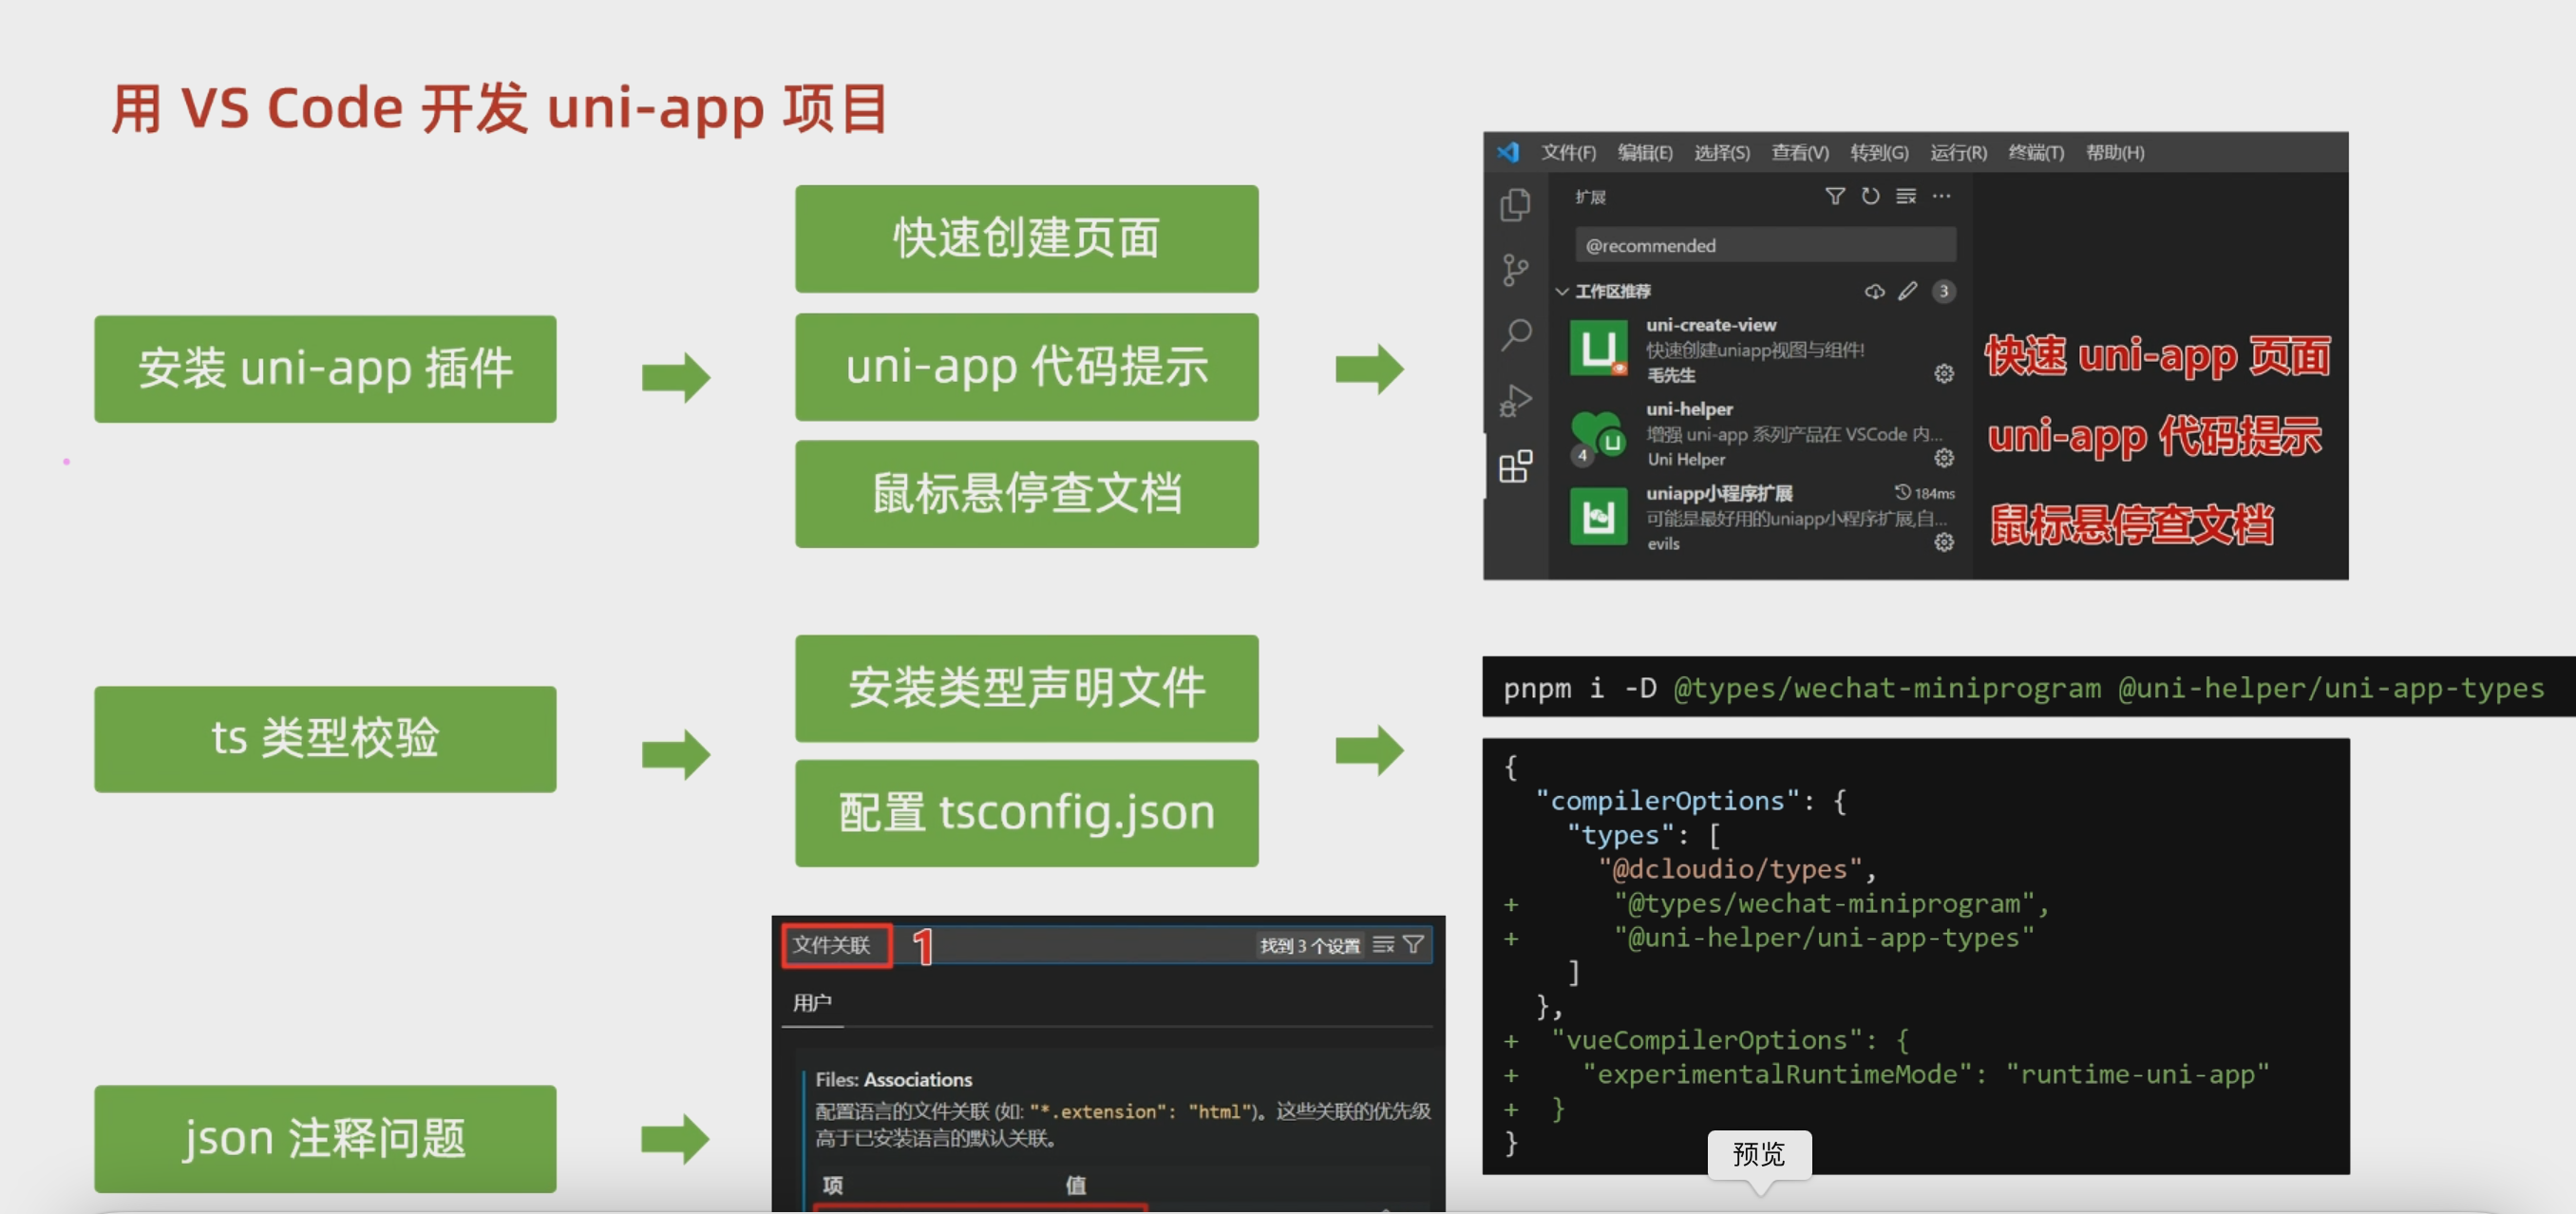 用 VS Code 开发 uni-app 项目
安装 uni-app 插件
快速创建页面
uni-app 代码提示
鼠标悬停查文档
文件(F) 编辑(E) 选择(S) 查看(V) 转到(G) 运行(R) 终端(T) 帮助(H)
扩展
@recommended
工作区推荐
3
uni-create-view
快速创建uniapp视图与组件!
毛先生
uni-helper
增强 uni-app 系列产品在 VSCode 内...
4
Uni Helper
uniapp小程序扩展
184ms
可能是最好用的uniapp小程序扩展,自...
evils
快速 uni-app 页面
uni-app 代码提示
鼠标悬停查文档
ts 类型校验
安装类型声明文件
配置 tsconfig.json
pnpm i -D @types/wechat-miniprogram @uni-helper/uni-app-types
{
"compilerOptions": {
"types": [
"@dcloudio/types",
+ "@types/wechat-miniprogram",
+ "@uni-helper/uni-app-types"
]
},
+ "vueCompilerOptions": {
+ "experimentalRuntimeMode": "runtime-uni-app"
+ }
}
json 注释问题
文件关联
1
找到 3 个设置
用户
Files: Associations
配置语言的文件关联 (如: "*.extension": "html")。这些关联的优先级
高于已安装语言的默认关联。
项 值
预览